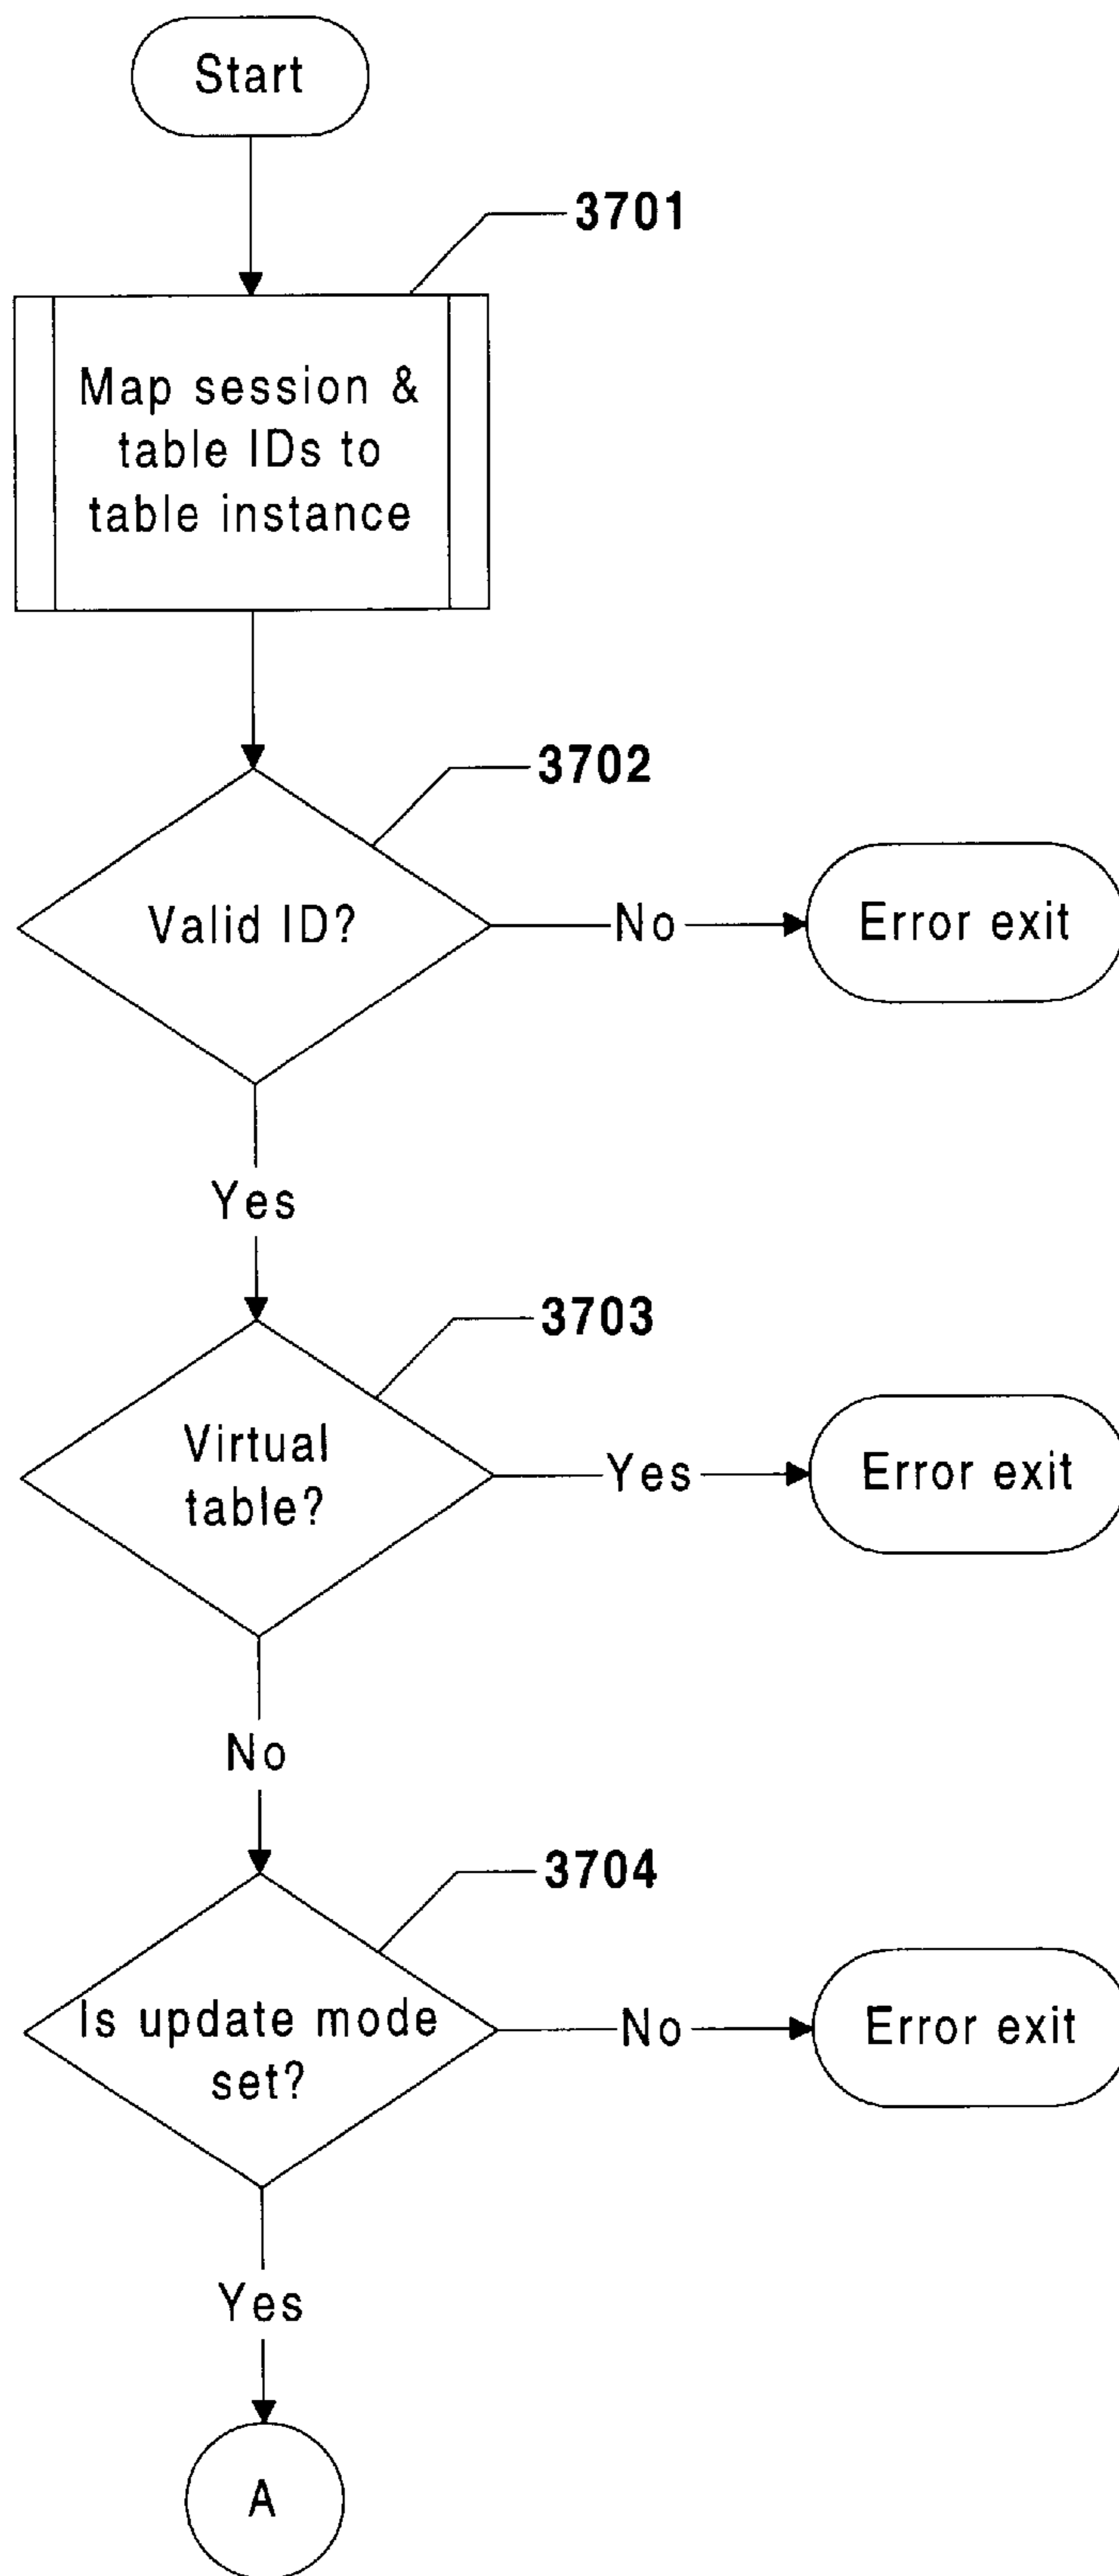 Start
3701
Map session &
table IDs to
table instance
3702
Valid ID?
No
Error exit
Yes
3703
Virtual
table?
Yes
Error exit
No
3704
Is update mode
set?
No
Error exit
Yes
A